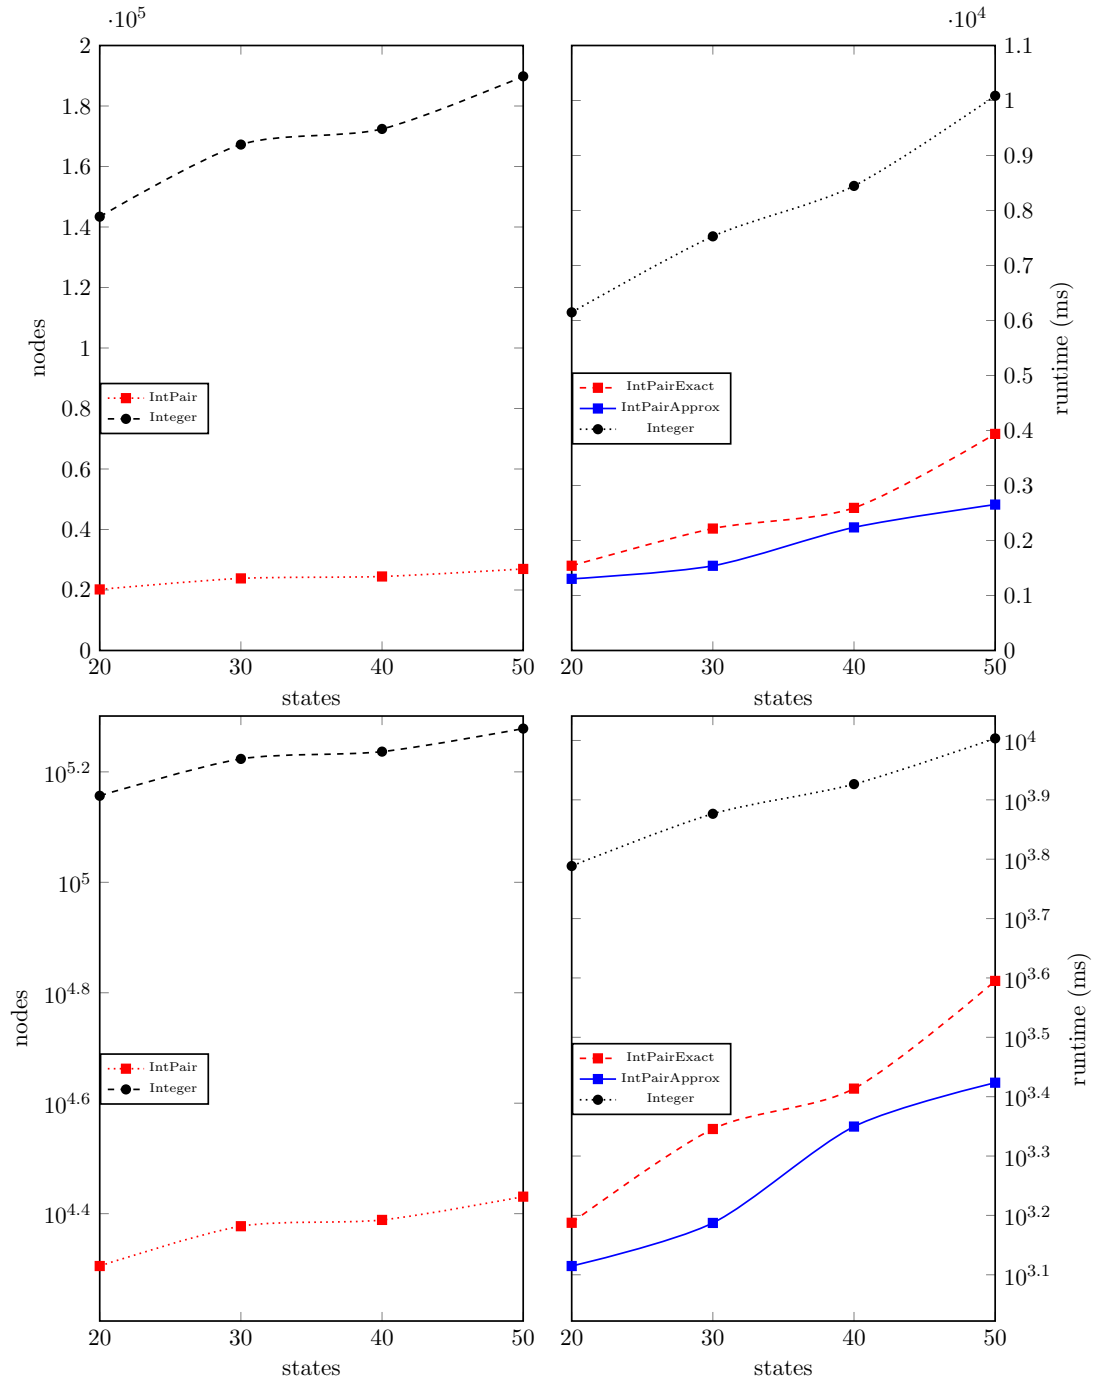 ·10⁵
2
1.8
1.6
1.4
1.2
1
0.8
0.6
0.4
0.2
0
nodes
IntPair
Integer
20 30 40 50
states
·10⁴
1.1
1
0.9
0.8
0.7
0.6
0.5
0.4
0.3
0.2
0.1
0
runtime (ms)
IntPairExact
IntPairApprox
Integer
20 30 40 50
states
10^5.2
10^5
10^4.8
10^4.6
10^4.4
nodes
IntPair
Integer
20 30 40 50
states
10^4
10^3.9
10^3.8
10^3.7
10^3.6
10^3.5
10^3.4
10^3.3
10^3.2
10^3.1
runtime (ms)
IntPairExact
IntPairApprox
Integer
20 30 40 50
states